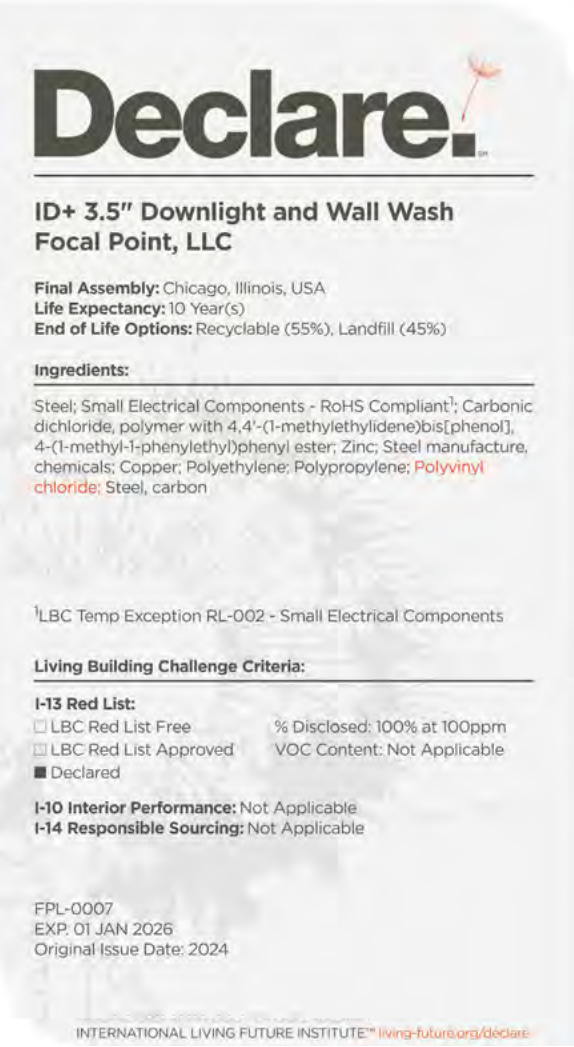 Declare.
SM
ID+ 3.5" Downlight and Wall Wash
Focal Point, LLC
Final Assembly: Chicago, Illinois, USA
Life Expectancy: 10 Year(s)
End of Life Options: Recyclable (55%), Landfill (45%)
Ingredients:
Steel; Small Electrical Components - RoHS Compliant¹; Carbonic
dichloride, polymer with 4,4'-(1-methylethylidene)bis[phenol],
4-(1-methyl-1-phenylethyl)phenyl ester; Zinc; Steel manufacture,
chemicals; Copper; Polyethylene; Polypropylene; Polyvinyl
chloride; Steel, carbon
¹LBC Temp Exception RL-002 - Small Electrical Components
Living Building Challenge Criteria:
I-13 Red List:
☐ LBC Red List Free % Disclosed: 100% at 100ppm
☐ LBC Red List Approved VOC Content: Not Applicable
■ Declared
I-10 Interior Performance: Not Applicable
I-14 Responsible Sourcing: Not Applicable
FPL-0007
EXP. 01 JAN 2026
Original Issue Date: 2024
INTERNATIONAL LIVING FUTURE INSTITUTE™ living-future.org/declare